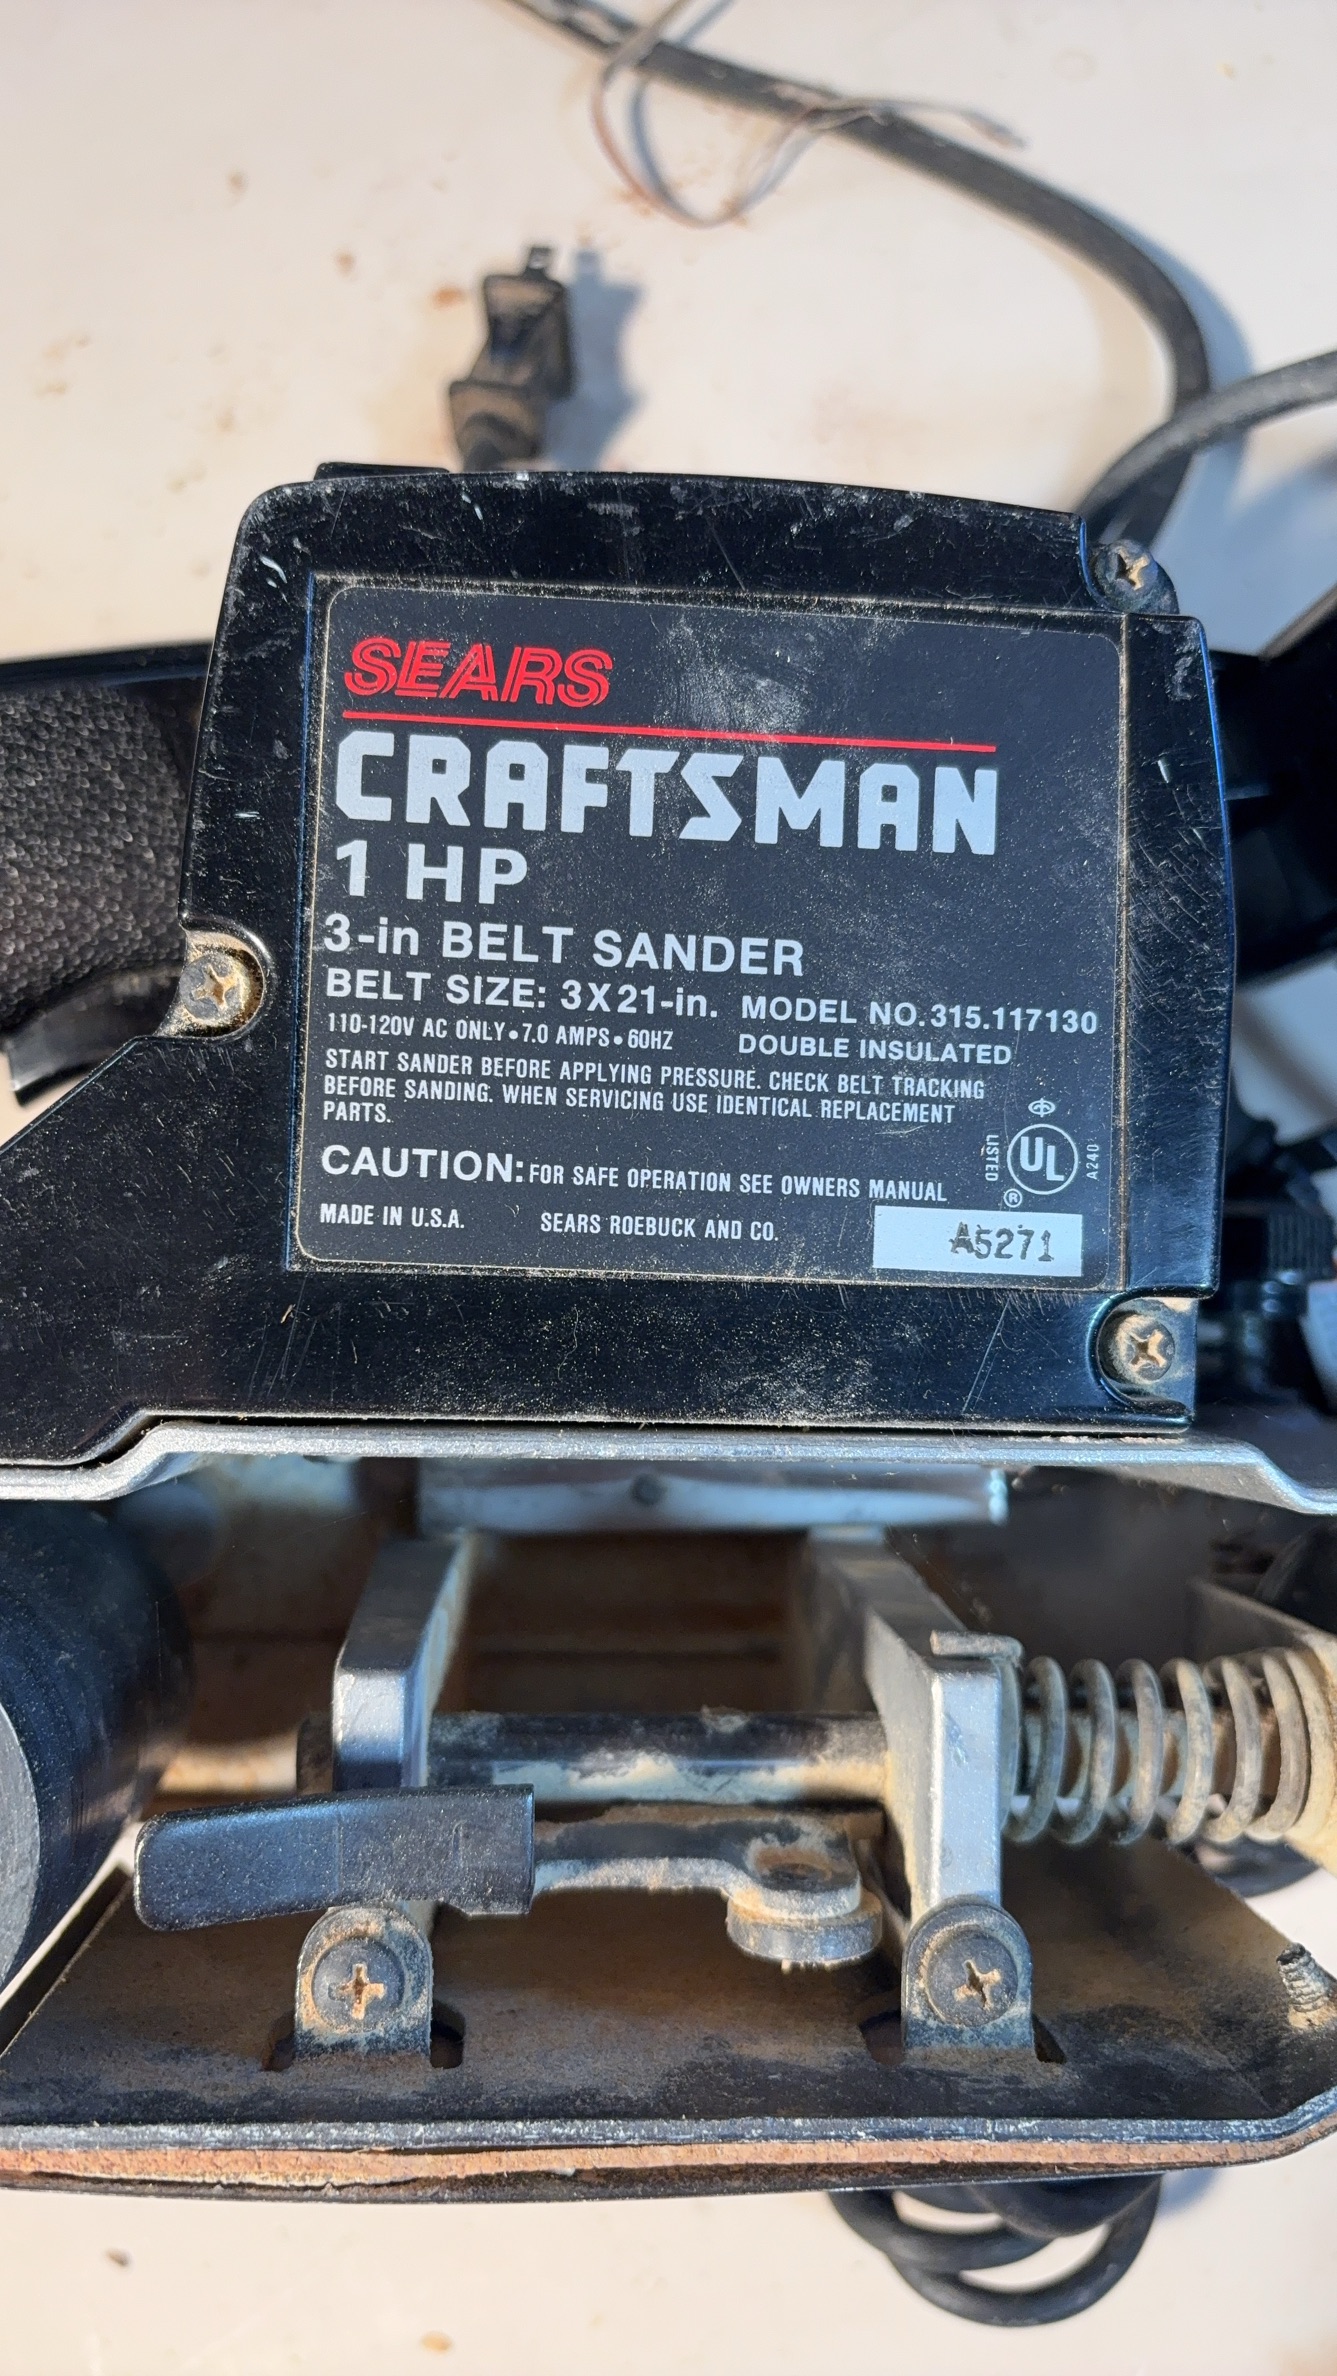 SEARS
CRAFTSMAN
1 HP
3-in BELT SANDER
BELT SIZE: 3X21-in. MODEL NO. 315.117130
110-120V AC ONLY • 7.0 AMPS • 60HZ DOUBLE INSULATED
START SANDER BEFORE APPLYING PRESSURE. CHECK BELT TRACKING
BEFORE SANDING. WHEN SERVICING USE IDENTICAL REPLACEMENT
PARTS.
LISTED UL ® A240
CAUTION: FOR SAFE OPERATION SEE OWNERS MANUAL
MADE IN U.S.A. SEARS ROEBUCK AND CO.
A5271